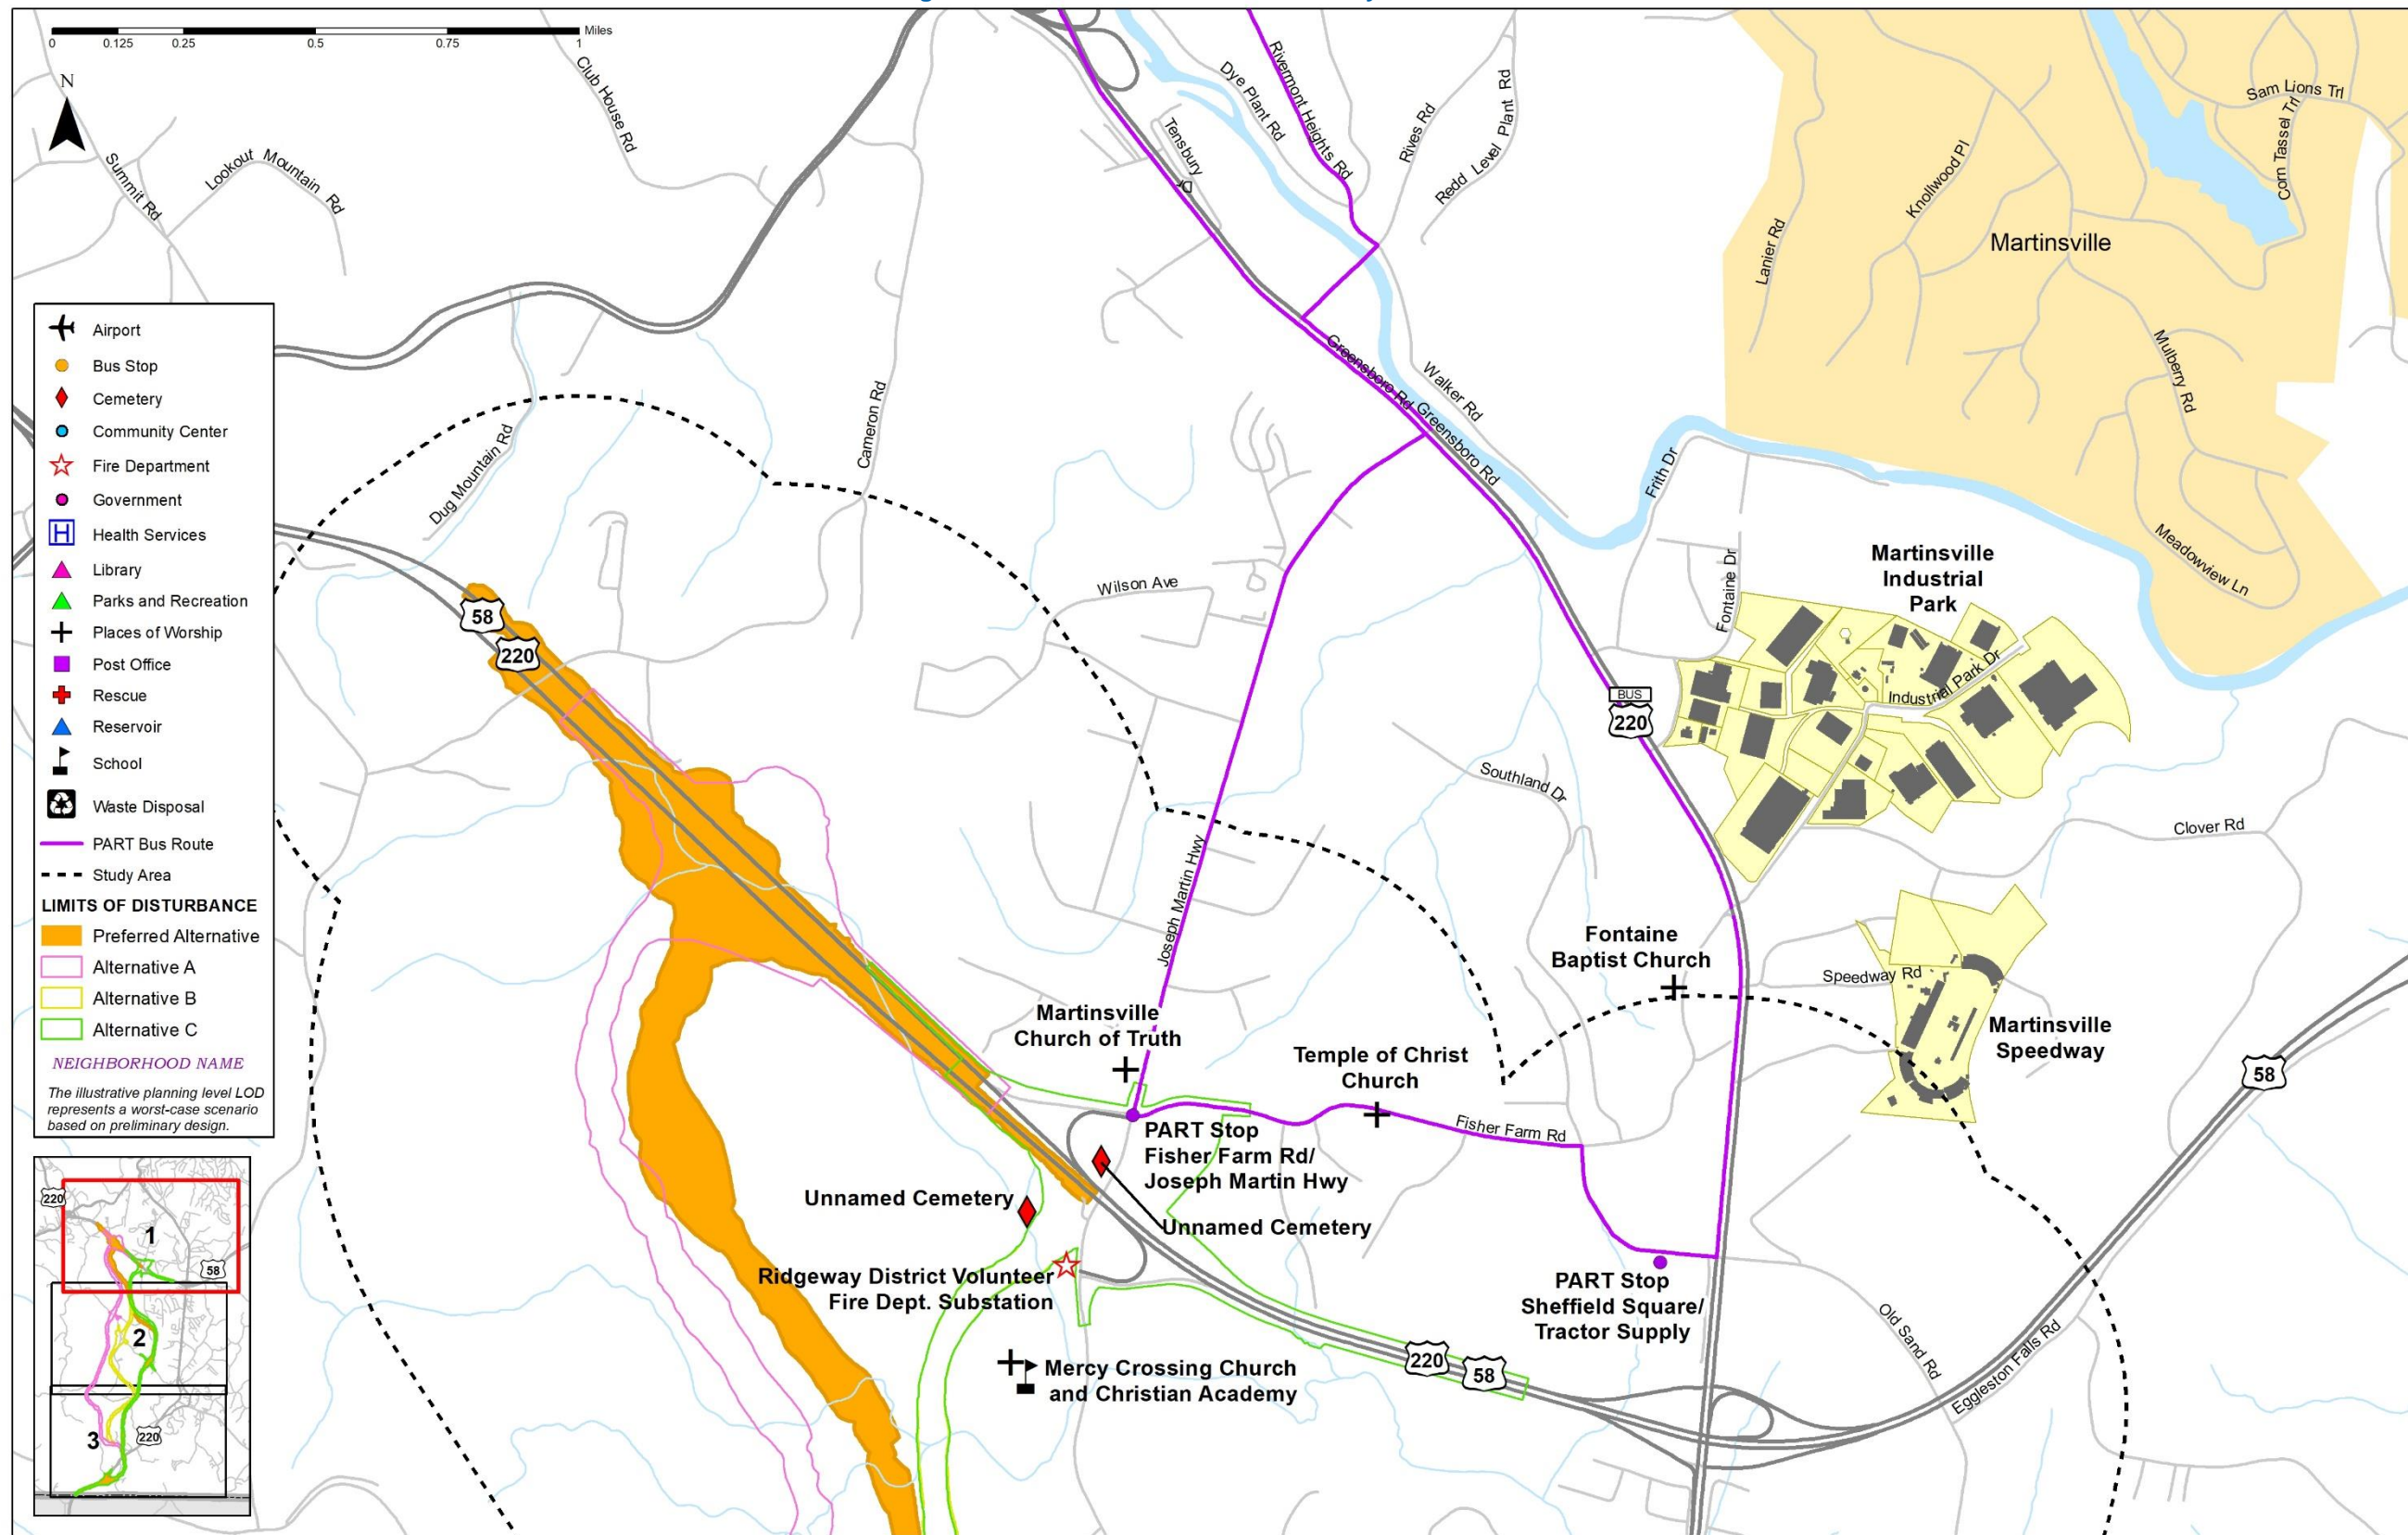 Miles
0 0.125 0.25 0.5 0.75 1
N
Summit Rd
Lookout Mountain Rd
Club House Rd
Dug Mountain Rd
Cameron Rd
Tensbury
Dr
Dye Plant Rd
Rivermont Heights Rd
Rives Rd
Redd Level Plant Rd
Greensboro Rd
Greensboro Rd
Walker Rd
Lanier Rd
Knollwood Pl
Martinsville
Sam Lions Trl
Corn Tassel Trl
Mulberry Rd
Meadowview Ln
Frith Dr
Fontaine Dr
Martinsville
Industrial
Park
Industrial Park Dr
Wilson Ave
Southland Dr
Joseph Martin Hwy
58
220
BUS
220
Clover Rd
Fontaine
Baptist Church
Speedway Rd
Martinsville
Speedway
58
Martinsville
Church of Truth
Temple of Christ
Church
Fisher Farm Rd
PART Stop
Fisher Farm Rd/
Joseph Martin Hwy
Unnamed Cemetery
Unnamed Cemetery
Ridgeway District Volunteer
Fire Dept. Substation
Mercy Crossing Church
and Christian Academy
PART Stop
Sheffield Square/
Tractor Supply
220
58
Old Sand Rd
Eggleston Falls Rd
Airport
Bus Stop
Cemetery
Community Center
Fire Department
Government
H Health Services
Library
Parks and Recreation
Places of Worship
Post Office
Rescue
Reservoir
School
Waste Disposal
PART Bus Route
Study Area
LIMITS OF DISTURBANCE
Preferred Alternative
Alternative A
Alternative B
Alternative C
NEIGHBORHOOD NAME
The illustrative planning level LOD
represents a worst-case scenario
based on preliminary design.
220
1
58
2
3
220